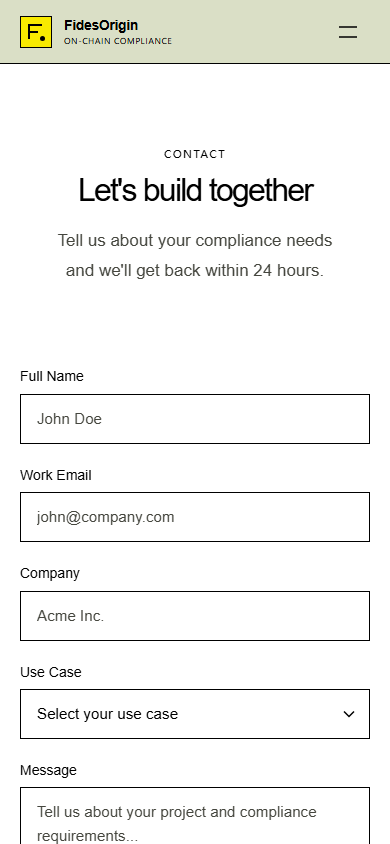 F.
FidesOrigin
ON-CHAIN COMPLIANCE
CONTACT
Let's build together
Tell us about your compliance needs
and we'll get back within 24 hours.
Full Name
John Doe
Work Email
john@company.com
Company
Acme Inc.
Use Case
Select your use case
Message
Tell us about your project and compliance
requirements...